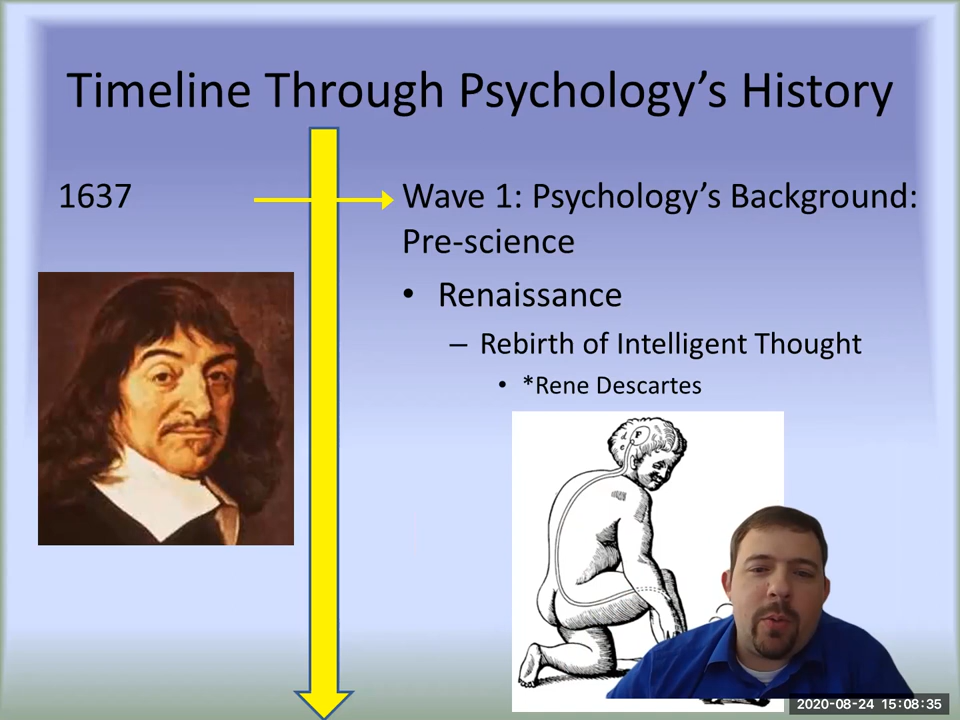 Timeline Through Psychology's History
1637
Wave 1: Psychology's Background:
Pre-science
• Renaissance
– Rebirth of Intelligent Thought
• *Rene Descartes
F
2020-08-24 15:08:35